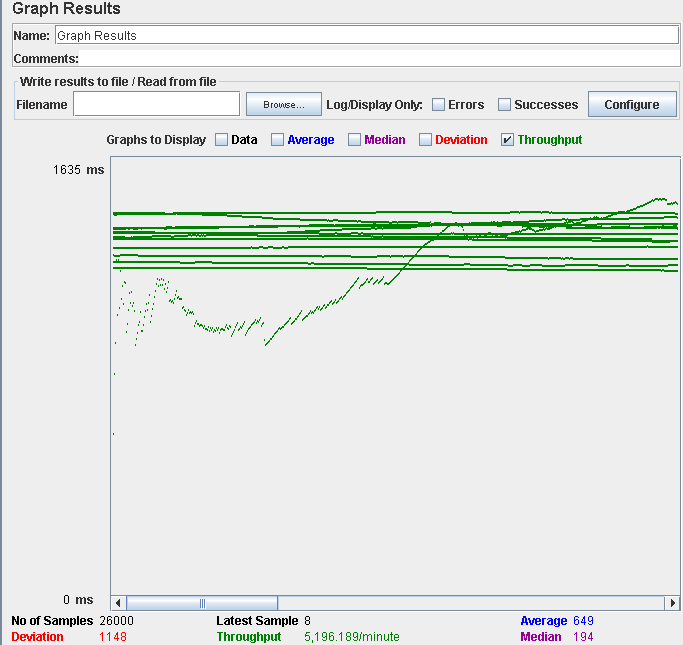 Graph Results
Name: Graph Results
Comments:
Write results to file / Read from file
Filename Browse... Log/Display Only: Errors Successes Configure
Graphs to Display Data Average Median Deviation Throughput
1635 ms
0 ms
No of Samples 26000 Latest Sample 8 Average 649
Deviation 1148 Throughput 5,196.189/minute Median 194